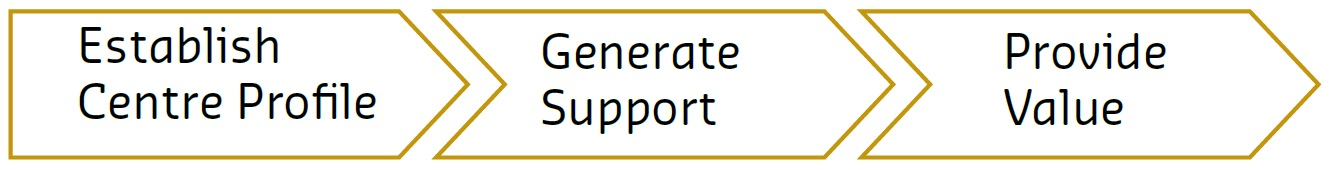 Establish
Centre Profile
Generate
Support
Provide
Value